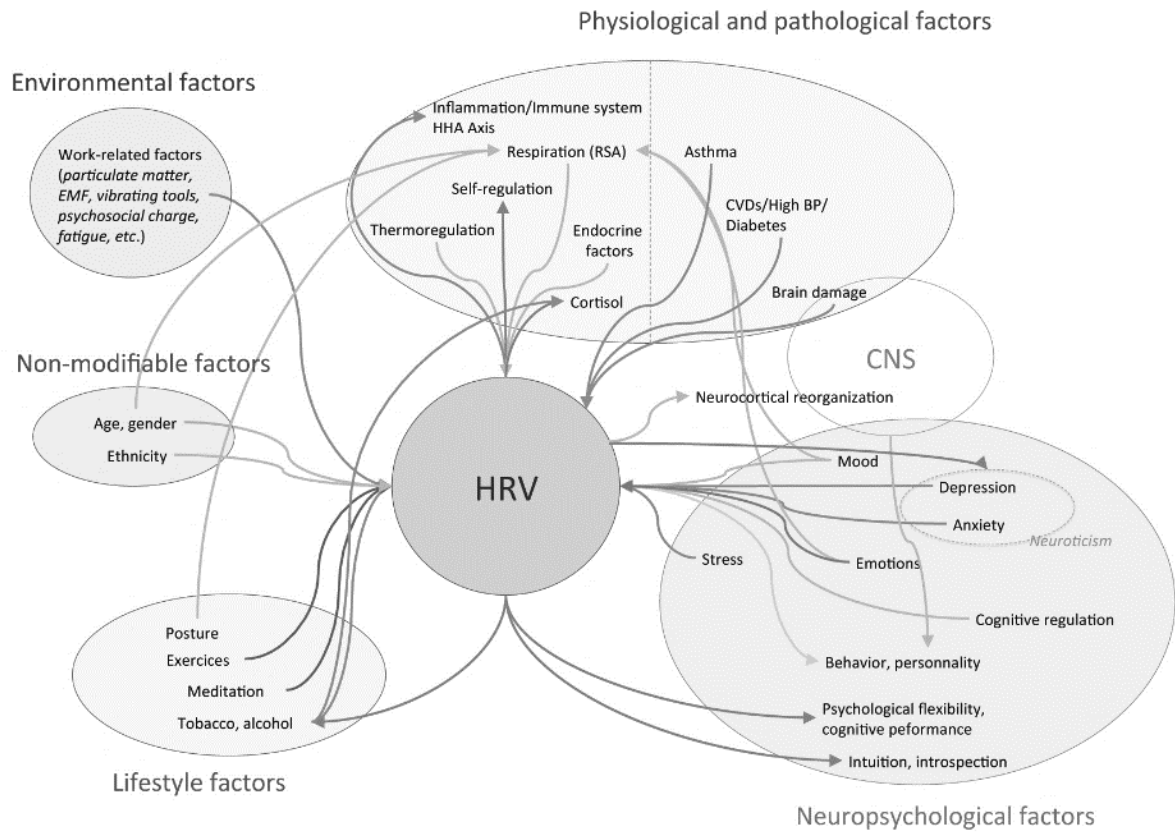 Physiological and pathological factors
Environmental factors
Work-related factors
(particulate matter,
EMF, vibrating tools,
psychosocial charge,
fatigue, etc.)
Inflammation/Immune system
HHA Axis
Respiration (RSA)
Asthma
Self-regulation
CVDs/High BP/
Diabetes
Thermoregulation
Endocrine
factors
Cortisol
Brain damage
CNS
Non-modifiable factors
Age, gender
Ethnicity
Neurocortical reorganization
HRV
Mood
Depression
Anxiety
Neuroticism
Stress
Emotions
Cognitive regulation
Posture
Exercices
Meditation
Tobacco, alcohol
Behavior, personnality
Psychological flexibility,
cognitive peformance
Intuition, introspection
Lifestyle factors
Neuropsychological factors